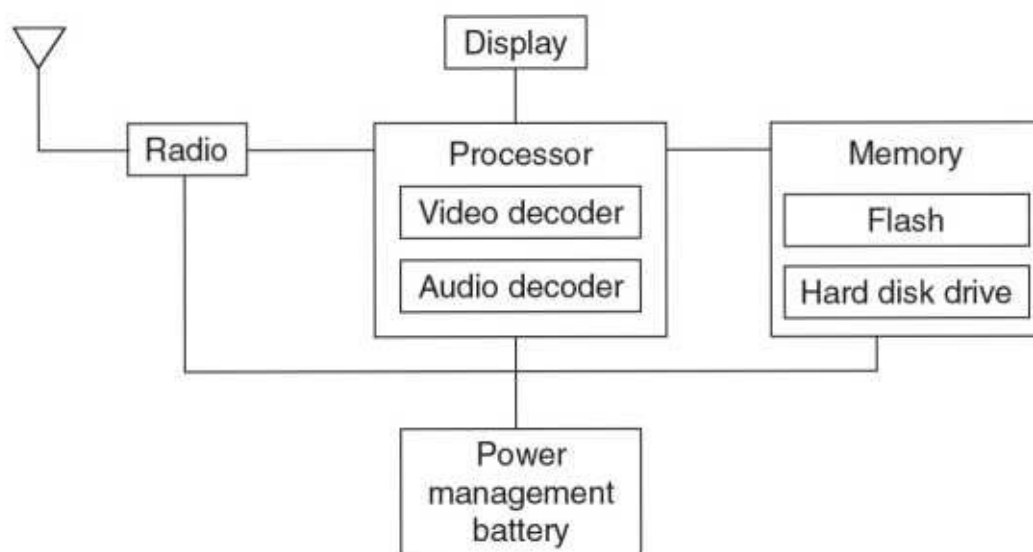 Display
Radio
Processor
Memory
Video decoder
Flash
Audio decoder
Hard disk drive
Power
management
battery